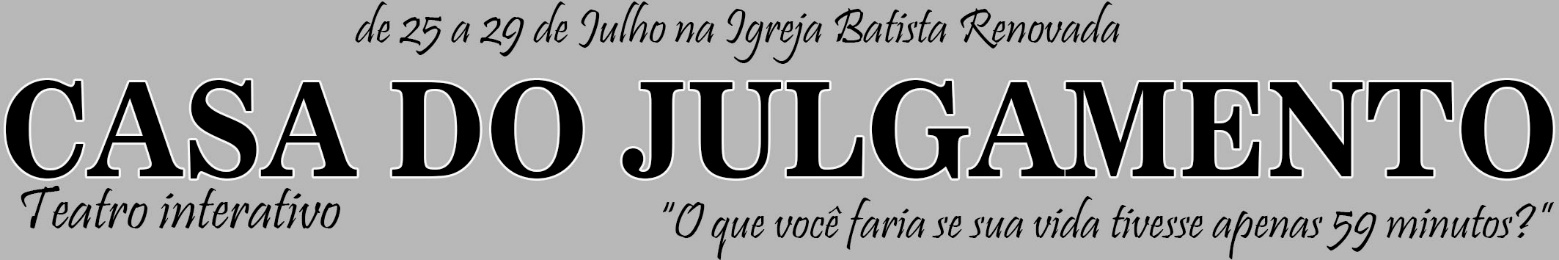 de 25 a 29 de Julho na Igreja Batista Renovada
CASA DO JULGAMENTO
Teatro interativo
"O que você faria se sua vida tivesse apenas 59 minutos?"